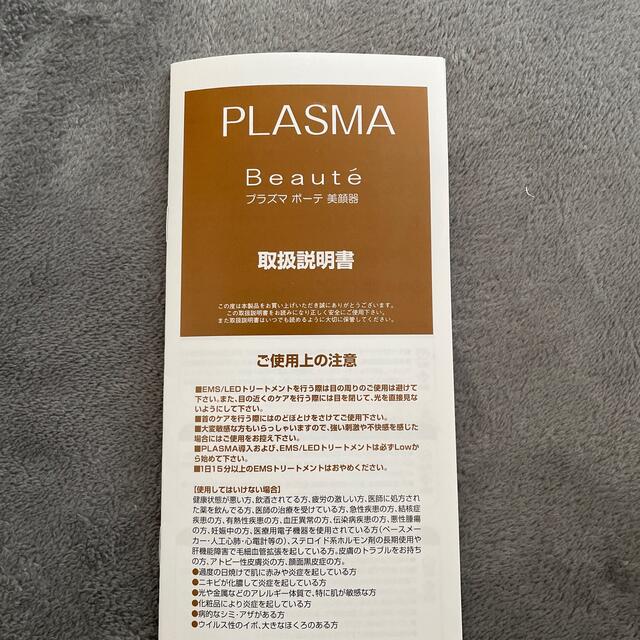 PLASMA
Beauté
プラズマ ボーテ 美顔器
取扱説明書
この度は本製品をお買い上げいただき誠にありがとうございます。
この取扱説明書をお読みになり正しく安全にご使用下さい。
また取扱説明書はいつでも読めるように大切に保管してください。
ご使用上の注意
■EMS/LEDトリートメントを行う際は目の周りのご使用は避けて
下さい。また、目の近くのケアを行う際には目を閉じて、光を直接見な
いようにして下さい。
■首のケアを行う際にはのどぼとけをさけてご使用下さい。
■大変敏感な方もいらっしゃいますので、強い刺激や不快感を感じた
場合にはご使用をお控え下さい。
■PLASMA導入および、EMS/LEDトリートメントは必ずLowか
ら始めて下さい。
■1日15分以上のEMSトリートメントはおやめください。
[使用してはいけない場合]
健康状態が悪い方、飲酒されてる方、疲労の激しい方、医師に処方され
た薬を飲んでる方、医師の治療を受けている方、急性疾患の方、結核症
疾患の方、有熱性疾患の方、血圧異常の方、伝染病疾患の方、悪性腫瘍
の方、妊娠中の方、医療用電子機器を使用されている方(ペースメー
カー・人工心肺・心電計等の)、ステロイド系ホルモン剤の長期使用や
肝機能障害で毛細血管拡張を起している方。皮膚のトラブルをお持ち
の方、アトピー性皮膚炎の方、顔面黒皮症の方。
●過度の日焼けで肌に赤みや炎症を起している方
●ニキビが化膿して炎症を起している方
●光や金属などのアレルギー体質で、特に肌が敏感な方
●化粧品により炎症を起している方
●病的なシミ・アザがある方
●ウイルス性のイボ、大きなほくろのある方